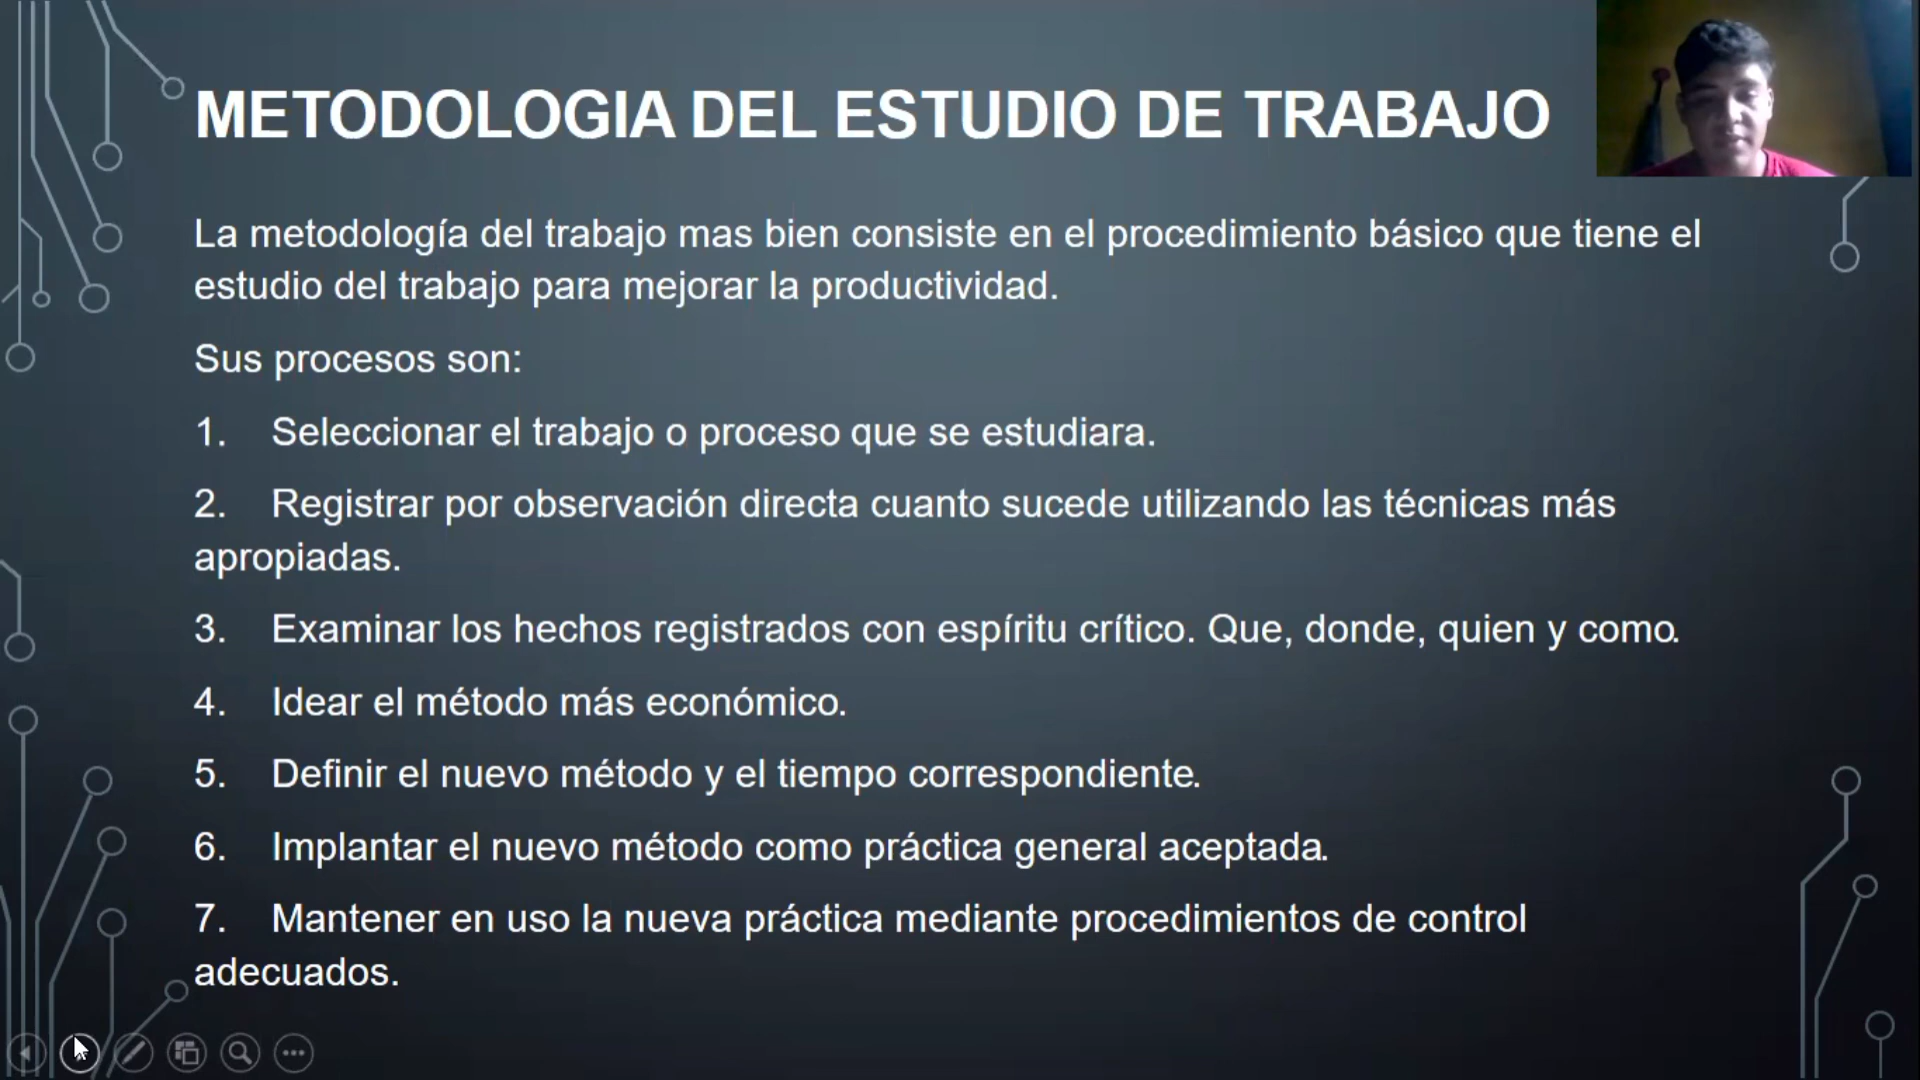 METODOLOGIA DEL ESTUDIO DE TRABAJO
La metodología del trabajo mas bien consiste en el procedimiento básico que tiene el
estudio del trabajo para mejorar la productividad.
Sus procesos son:
1. Seleccionar el trabajo o proceso que se estudiara.
2. Registrar por observación directa cuanto sucede utilizando las técnicas más
apropiadas.
3. Examinar los hechos registrados con espíritu crítico. Que, donde, quien y como.
4. Idear el método más económico.
5. Definir el nuevo método y el tiempo correspondiente.
6. Implantar el nuevo método como práctica general aceptada.
7. Mantener en uso la nueva práctica mediante procedimientos de control
adecuados.